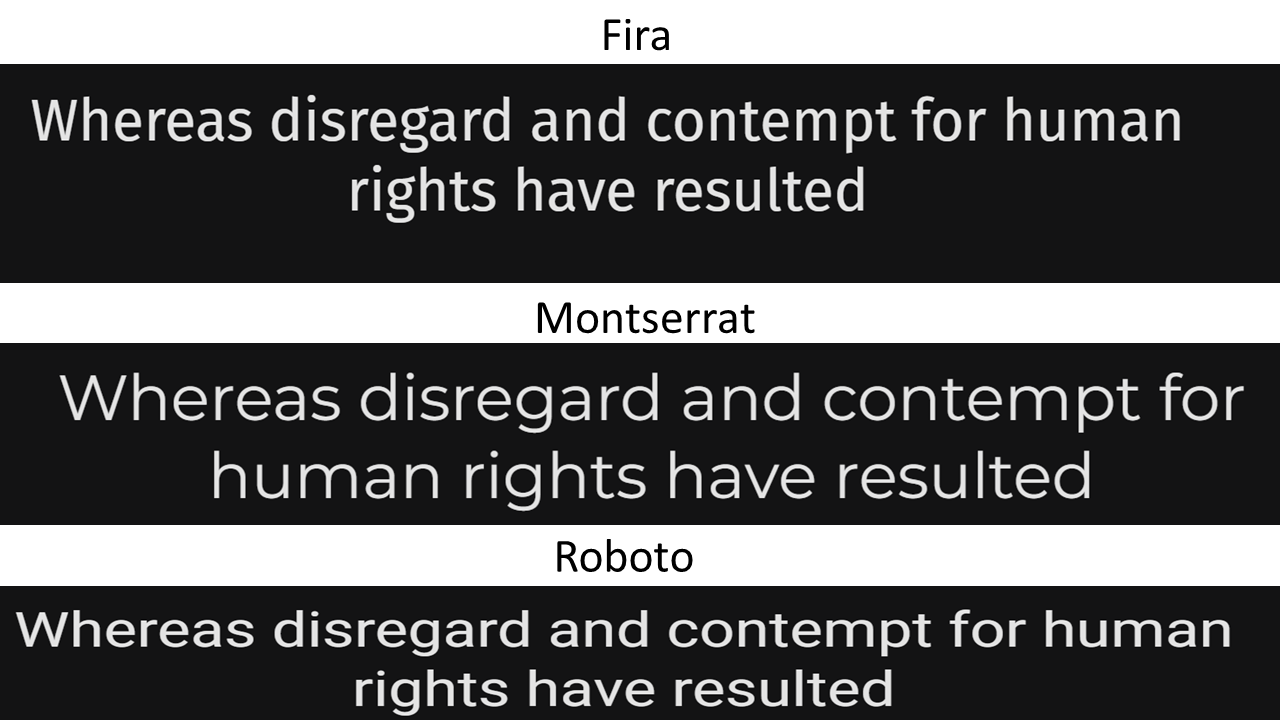 Fira
Whereas disregard and contempt for human
rights have resulted
Montserrat
Whereas disregard and contempt for
human rights have resulted
Roboto
Whereas disregard and contempt for human
rights have resulted